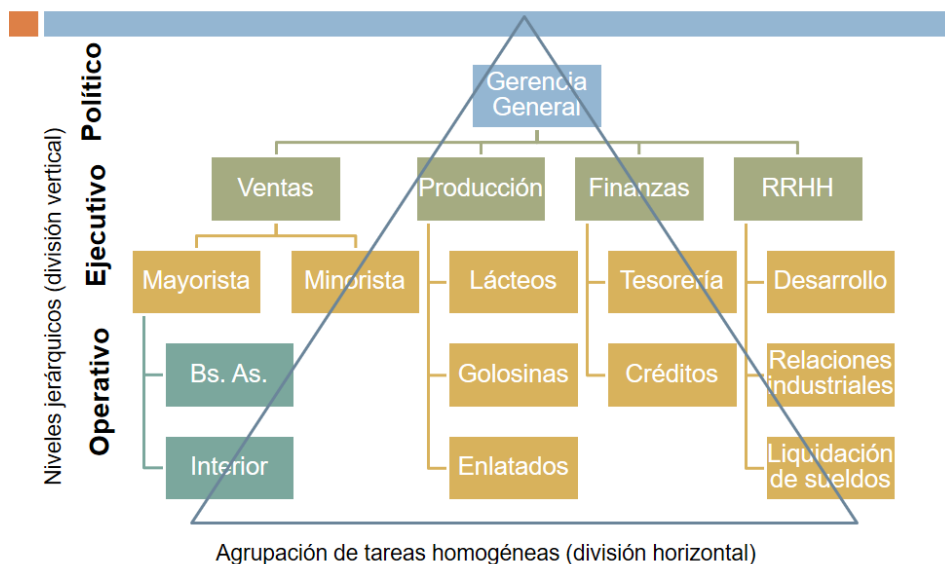 Niveles jerárquicos (división vertical)
Político
Ejecutivo
Operativo
Gerencia
General
Ventas
Producción
Finanzas
RRHH
Mayorista
Minorista
Lácteos
Tesorería
Desarrollo
Bs. As.
Golosinas
Créditos
Relaciones
industriales
Interior
Enlatados
Liquidación
de sueldos
Agrupación de tareas homogéneas (división horizontal)